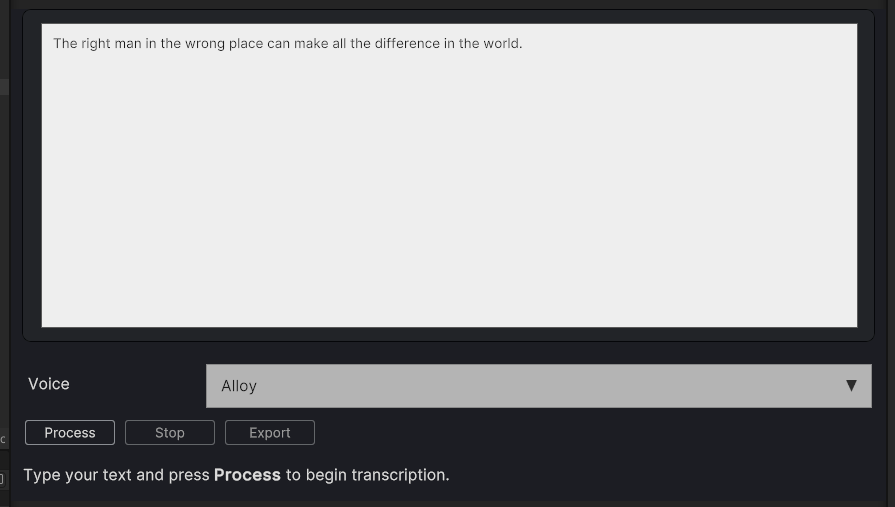 The right man in the wrong place can make all the difference in the world.
Voice
Alloy
Process Stop Export
Type your text and press Process to begin transcription.